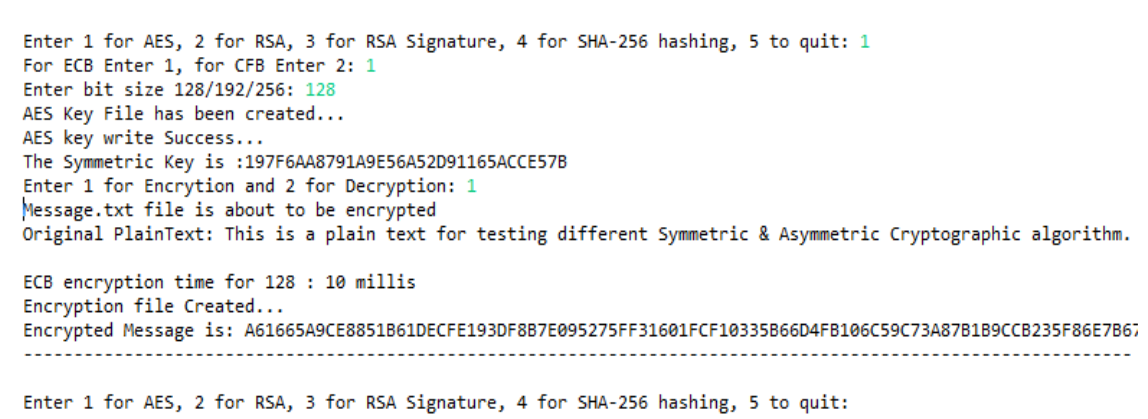 Enter 1 for AES, 2 for RSA, 3 for RSA Signature, 4 for SHA-256 hashing, 5 to quit: 1
For ECB Enter 1, for CFB Enter 2: 1
Enter bit size 128/192/256: 128
AES Key File has been created...
AES key write Success...
The Symmetric Key is :197F6AA8791A9E56A52D91165ACCE57B
Enter 1 for Encrytion and 2 for Decryption: 1
Message.txt file is about to be encrypted
Original PlainText: This is a plain text for testing different Symmetric & Asymmetric Cryptographic algorithm.
ECB encryption time for 128 : 10 millis
Encryption file Created...
Encrypted Message is: A61665A9CE8851B61DECFE193DF8B7E095275FF31601FCF10335B66D4FB106C59C73A87B1B9CCB235F86E7B67
-----------------------------------------------------------------------------------------------------------
Enter 1 for AES, 2 for RSA, 3 for RSA Signature, 4 for SHA-256 hashing, 5 to quit: